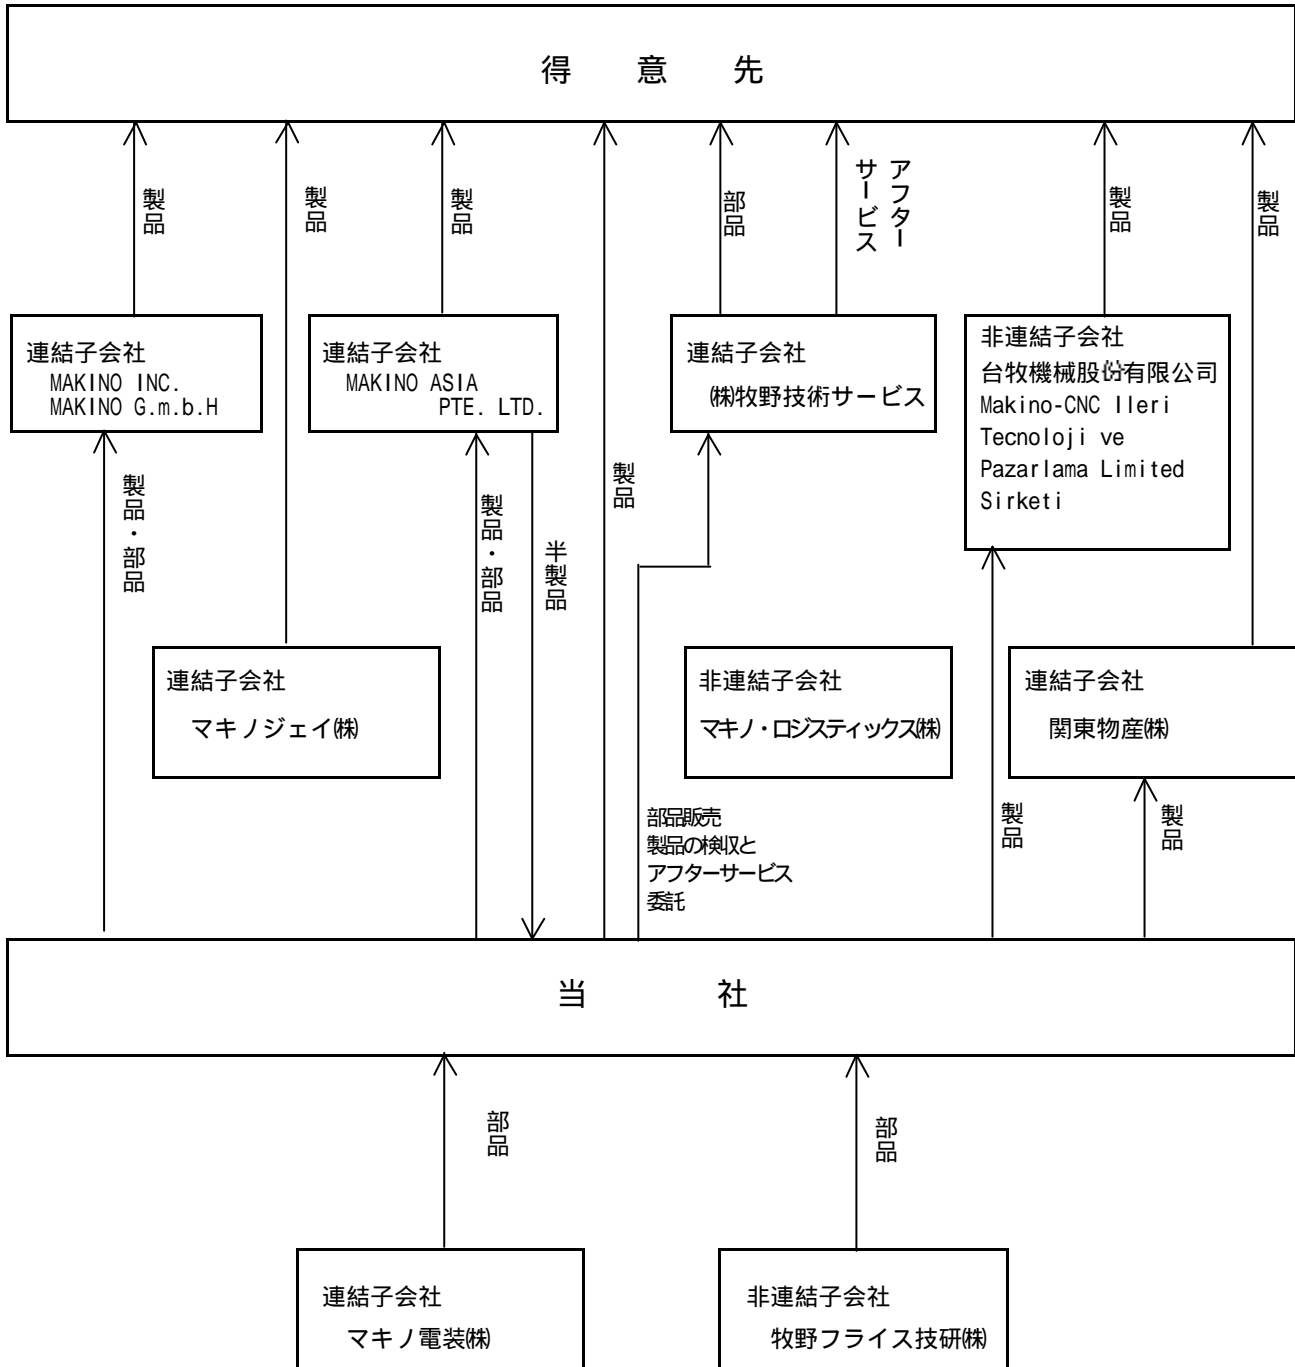 得意先
製品
製品
製品
部品
アフター
サービス
製品
製品
連結子会社
MAKINO INC.
MAKINO G.m.b.H
連結子会社
MAKINO ASIA
PTE. LTD.
連結子会社
㈱牧野技術サービス
非連結子会社
台牧機械股份有限公司
Makino-CNC Ileri
Tecnoloji ve
Pazarlama Limited
Sirketi
製品・部品
製品・部品
半製品
製品
連結子会社
マキノジェイ㈱
非連結子会社
マキノ・ロジスティックス㈱
連結子会社
関東物産㈱
部品販売
製品の検収と
アフターサービス
委託
製品
製品
当社
部品
部品
連結子会社
マキノ電装㈱
非連結子会社
牧野フライス技研㈱